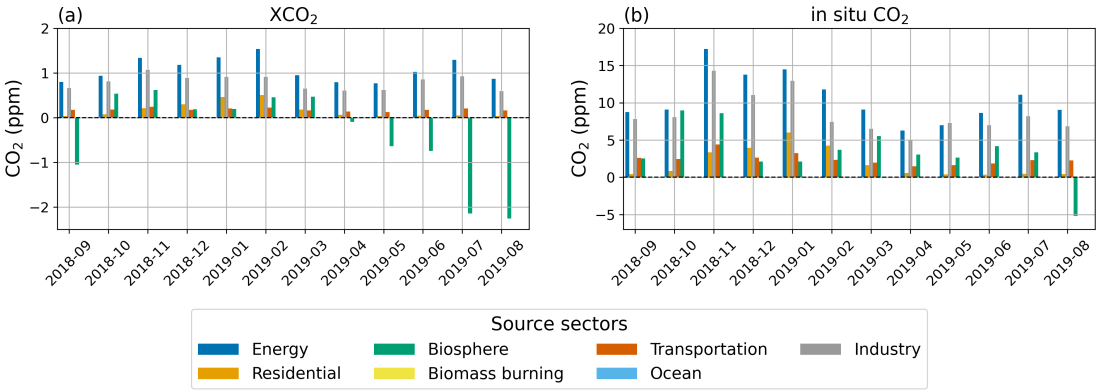 (a) XCO₂
2
1
0
−1
−2
CO₂ (ppm)
2018-09 2018-10 2018-11 2018-12 2019-01 2019-02 2019-03 2019-04 2019-05 2019-06 2019-07 2019-08
(b) in situ CO₂
20
15
10
5
0
−5
CO₂ (ppm)
2018-09 2018-10 2018-11 2018-12 2019-01 2019-02 2019-03 2019-04 2019-05 2019-06 2019-07 2019-08
Source sectors
Energy Biosphere Transportation Industry
Residential Biomass burning Ocean